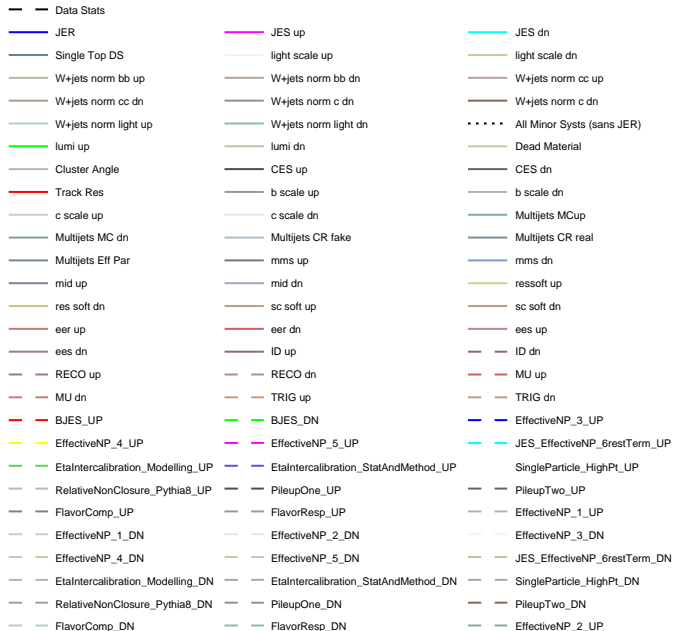 Data Stats
JER JES up JES dn
Single Top DS light scale up light scale dn
W+jets norm bb up W+jets norm bb dn W+jets norm cc up
W+jets norm cc dn W+jets norm c dn W+jets norm c dn
W+jets norm light up W+jets norm light dn All Minor Systs (sans JER)
lumi up lumi dn Dead Material
Cluster Angle CES up CES dn
Track Res b scale up b scale dn
c scale up c scale dn Multijets MCup
Multijets MC dn Multijets CR fake Multijets CR real
Multijets Eff Par mms up mms dn
mid up mid dn ressoft up
res soft dn sc soft up sc soft dn
eer up eer dn ees up
ees dn ID up ID dn
RECO up RECO dn MU up
MU dn TRIG up TRIG dn
BJES_UP BJES_DN EffectiveNP_3_UP
EffectiveNP_4_UP EffectiveNP_5_UP JES_EffectiveNP_6restTerm_UP
EtaIntercalibration_Modelling_UP EtaIntercalibration_StatAndMethod_UP SingleParticle_HighPt_UP
RelativeNonClosure_Pythia8_UP PileupOne_UP PileupTwo_UP
FlavorComp_UP FlavorResp_UP EffectiveNP_1_UP
EffectiveNP_1_DN EffectiveNP_2_DN EffectiveNP_3_DN
EffectiveNP_4_DN EffectiveNP_5_DN JES_EffectiveNP_6restTerm_DN
EtaIntercalibration_Modelling_DN EtaIntercalibration_StatAndMethod_DN SingleParticle_HighPt_DN
RelativeNonClosure_Pythia8_DN PileupOne_DN PileupTwo_DN
FlavorComp_DN FlavorResp_DN EffectiveNP_2_UP